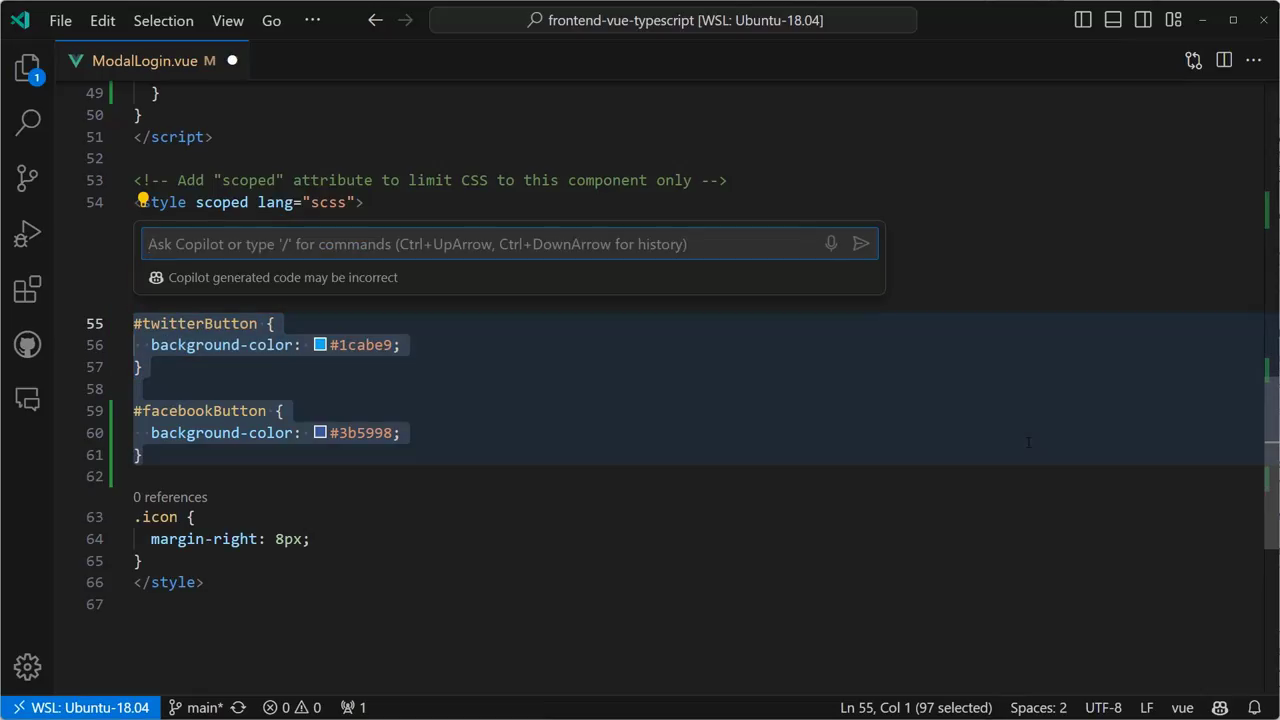 File Edit Selection View Go ··· frontend-vue-typescript [WSL: Ubuntu-18.04]
ModalLogin.vue M
1
49 }
50 }
51 </script>
52
53 <!-- Add "scoped" attribute to limit CSS to this component only -->
54 <style scoped lang="scss">
Ask Copilot or type '/' for commands (Ctrl+UpArrow, Ctrl+DownArrow for history)
Copilot generated code may be incorrect
55 #twitterButton {
56 background-color: #1cabe9;
57 }
58
59 #facebookButton {
60 background-color: #3b5998;
61 }
62
0 references
63 .icon {
64 margin-right: 8px;
65 }
66 </style>
67
WSL: Ubuntu-18.04 main* 0 0 1 Ln 55, Col 1 (97 selected) Spaces: 2 UTF-8 LF vue